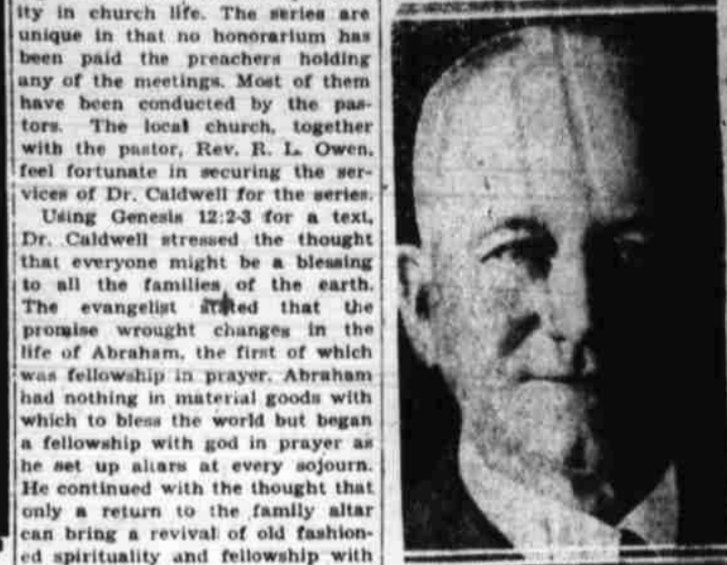 ity in church life. The series are
unique in that no honorarium has
been paid the preachers holding
any of the meetings. Most of them
have been conducted by the pas-
tors. The local church, together
with the pastor, Rev. R. L. Owen,
feel fortunate in securing the ser-
vices of Dr. Caldwell for the series.
Using Genesis 12:2-3 for a text,
Dr. Caldwell stressed the thought
that everyone might be a blessing
to all the families of the earth.
The evangelist stated that the
promise wrought changes in the
life of Abraham, the first of which
was fellowship in prayer. Abraham
had nothing in material goods with
which to bless the world but began
a fellowship with god in prayer as
he set up altars at every sojourn.
He continued with the thought that
only a return to the family altar
can bring a revival of old fashion-
ed spirituality and fellowship with